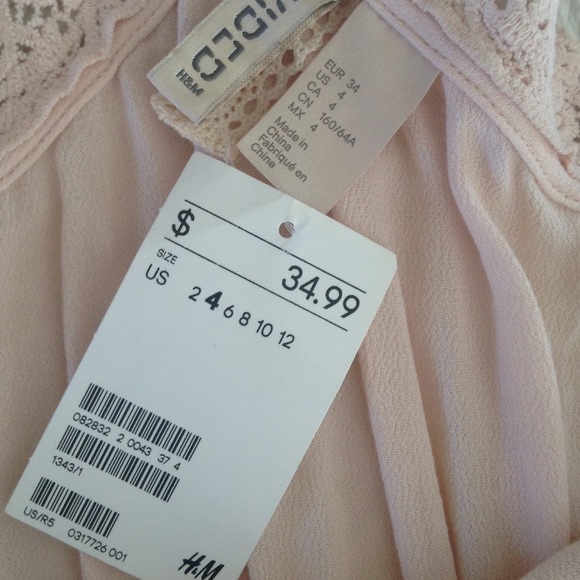 H&M
EUR 34
US 4
CA 4
CN 160/64A
MX 4
Made in
China
Fabriqué en
Chine
$ 34.99
SIZE
US 2 4 6 8 10 12
082832 2 0043 37 4
1343/1
US/R5 0317726 001
H&M